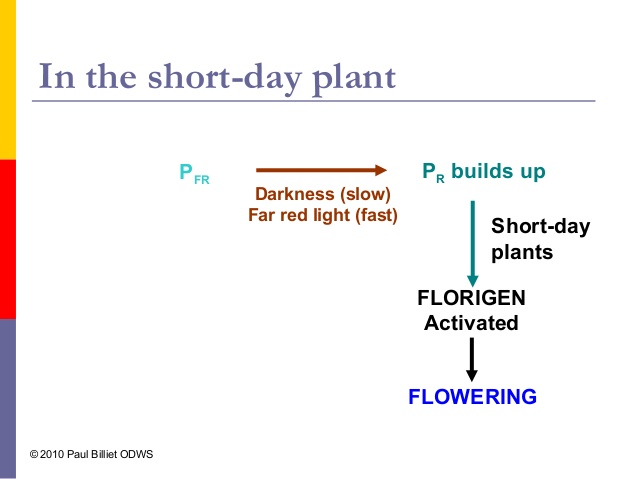 In the short-day plant
PFR
Darkness (slow)
Far red light (fast)
PR builds up
Short-day
plants
FLORIGEN
Activated
FLOWERING
© 2010 Paul Billiet ODWS